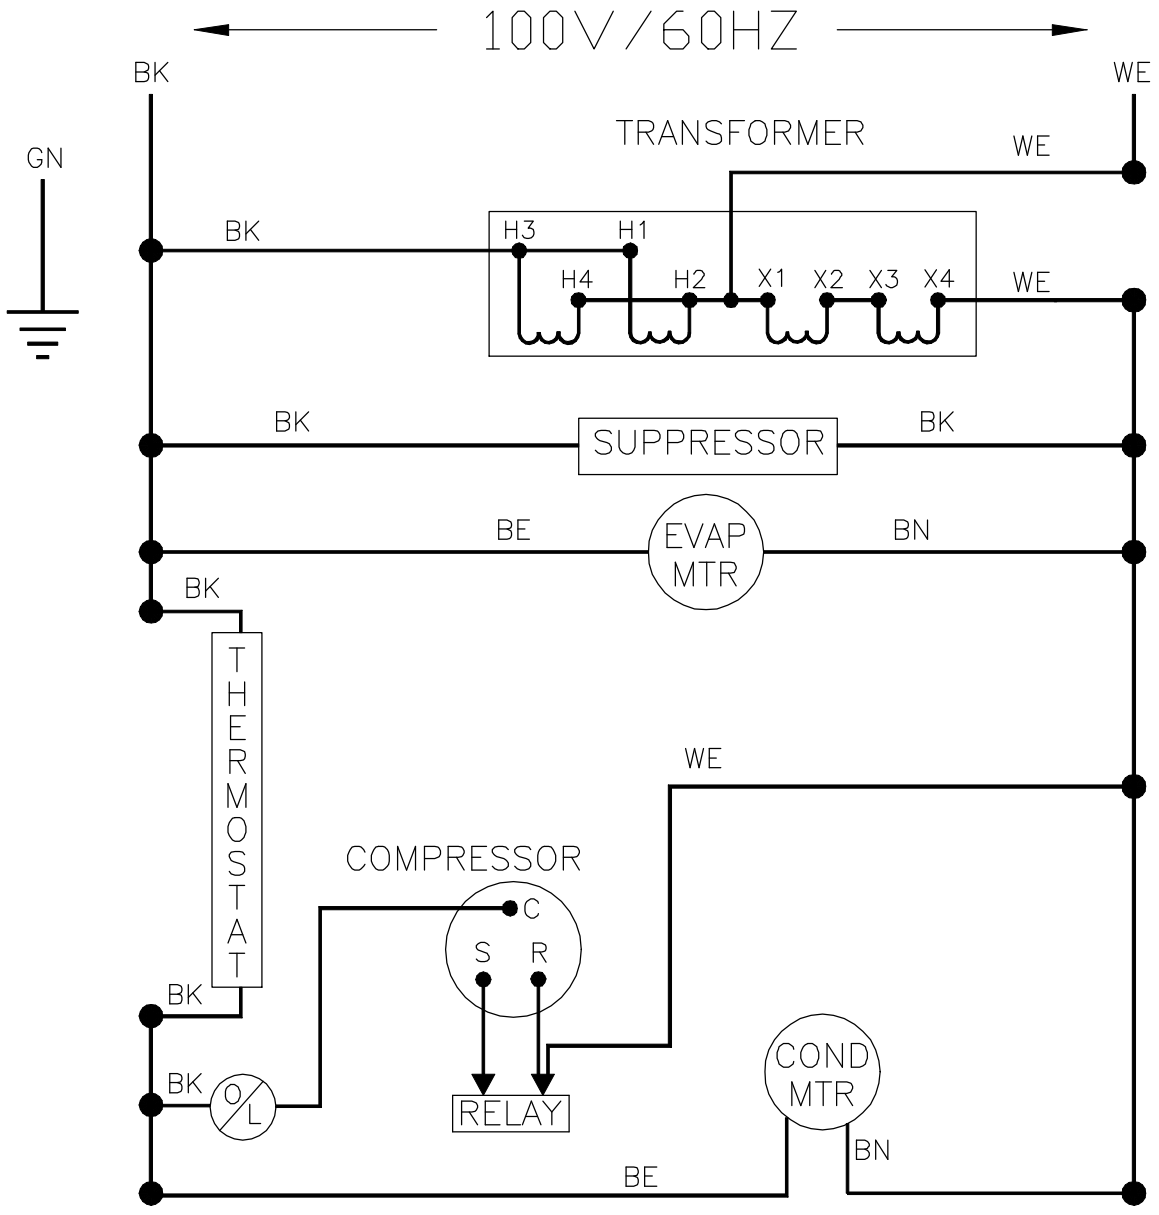 100V/60HZ
BK
WE
TRANSFORMER
WE
GN
BK
H3
H1
H4
H2
X1
X2
X3
X4
WE
BK
SUPPRESSOR
BK
BE
EVAP
MTR
BN
BK
THERMOSTAT
WE
COMPRESSOR
C
S
R
BK
COND
MTR
BK
O/L
RELAY
BN
BE